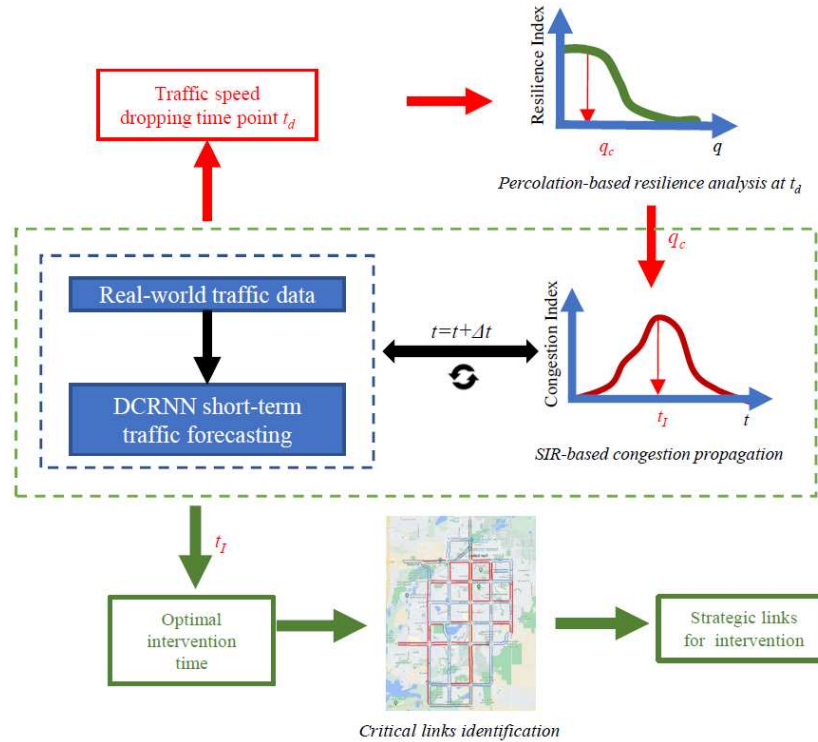 Traffic speed
dropping time point t_d
Resilience Index
q_c
q
Percolation-based resilience analysis at t_d
q_c
Real-world traffic data
DCRNN short-term
traffic forecasting
t=t+Δt
Congestion Index
t_I
t
SIR-based congestion propagation
t_I
Optimal
intervention
time
Strategic links
for intervention
Critical links identification